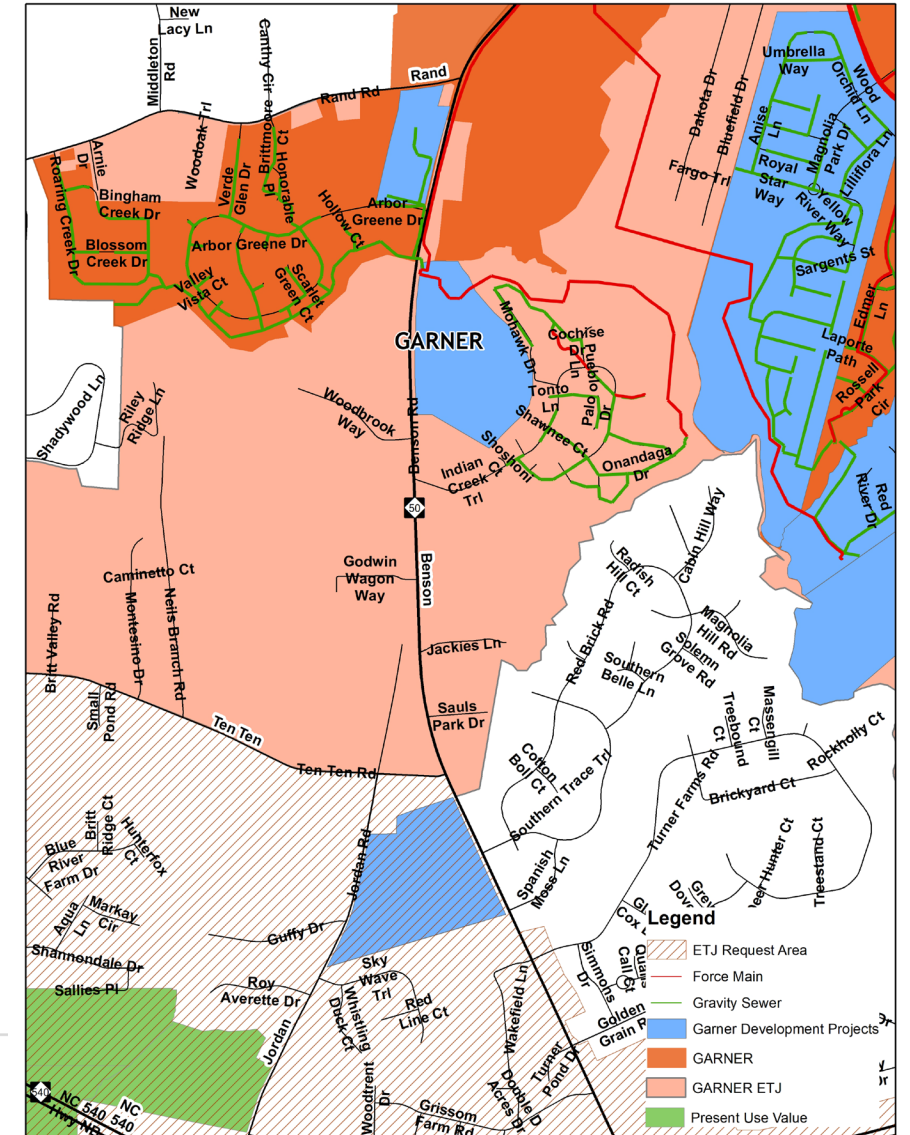 New
Lacy Ln
Middleton
Rd
Canthy Cir
Rand
Rand Rd
Umbrella
Way
Wood
Orchid Ln
Dakota Dr
Bluefield Dr
Anise
Ln
Magnolia
Park Dr
Lilliflora Ln
Woodoak Trl
Brittmoore
Ct
Honorable
Pl
Arnie
Dr
Verde
Glen Dr
Fargo Trl
Royal
Star
Way
Yellow
River Way
Roaring Creek Dr
Bingham
Creek Dr
Hollow Ct
Arbor
Greene Dr
Blossom
Creek Dr
Arbor Greene Dr
Sargents St
Valley
Vista Ct
Scarlet
Green Ct
Edmer
Ln
Mohawk Dr
Cochise
Dr
GARNER
Pueblo
Ln
Laporte
Path
Rossell
Park
Cir
Shadywood Ln
Riley
Ridge Ln
Woodbrook
Way
Benson Rd
Tonto
Ln
Palo
Dr
Shawnee Ct
Shoshoni
Ct
Onandaga
Dr
Indian
Creek
Trl
Red
River Dr
50
Cabin Hill Way
Radish
Hill Ct
Godwin
Wagon
Way
Benson
Caminetto Ct
Britt Valley Rd
Montesino Dr
Neils Branch Rd
Red Brick Rd
Magnolia
Hill Rd
Solemn
Grove Rd
Jackies Ln
Southern
Belle Ln
Small
Pond Rd
Sauls
Park Dr
Ten Ten
Treebound
Ct
Massengill
Ct
Rockholly Ct
Ten Ten Rd
Cotton
Boll Ct
Southern Trace Trl
Turner Farms Rd
Brickyard Ct
Britt
Ridge Ct
Hunterfox
Ct
Blue
River
Farm Dr
Jordan Rd
Spanish
Moss Ln
Treestand Ct
Aqua
Ln
Markay
Cir
Guffy Dr
Legend
Shannondale Dr
Sallies Pl
Roy
Averette Dr
Sky
Wave
Trl
Simmons
Dr
Call Ct
ETJ Request Area
Force Main
Gravity Sewer
Garner Development Projects
GARNER
GARNER ETJ
Present Use Value
Whistling
Duck Ct
Red
Line Ct
Wakefield Ln
Golden
Grain R
Jordan
Turner
Pond Dr
Woodtrent
Dr
Double D
Acres Dr
Grissom
Farm Rd
540
NC 540
NC
540